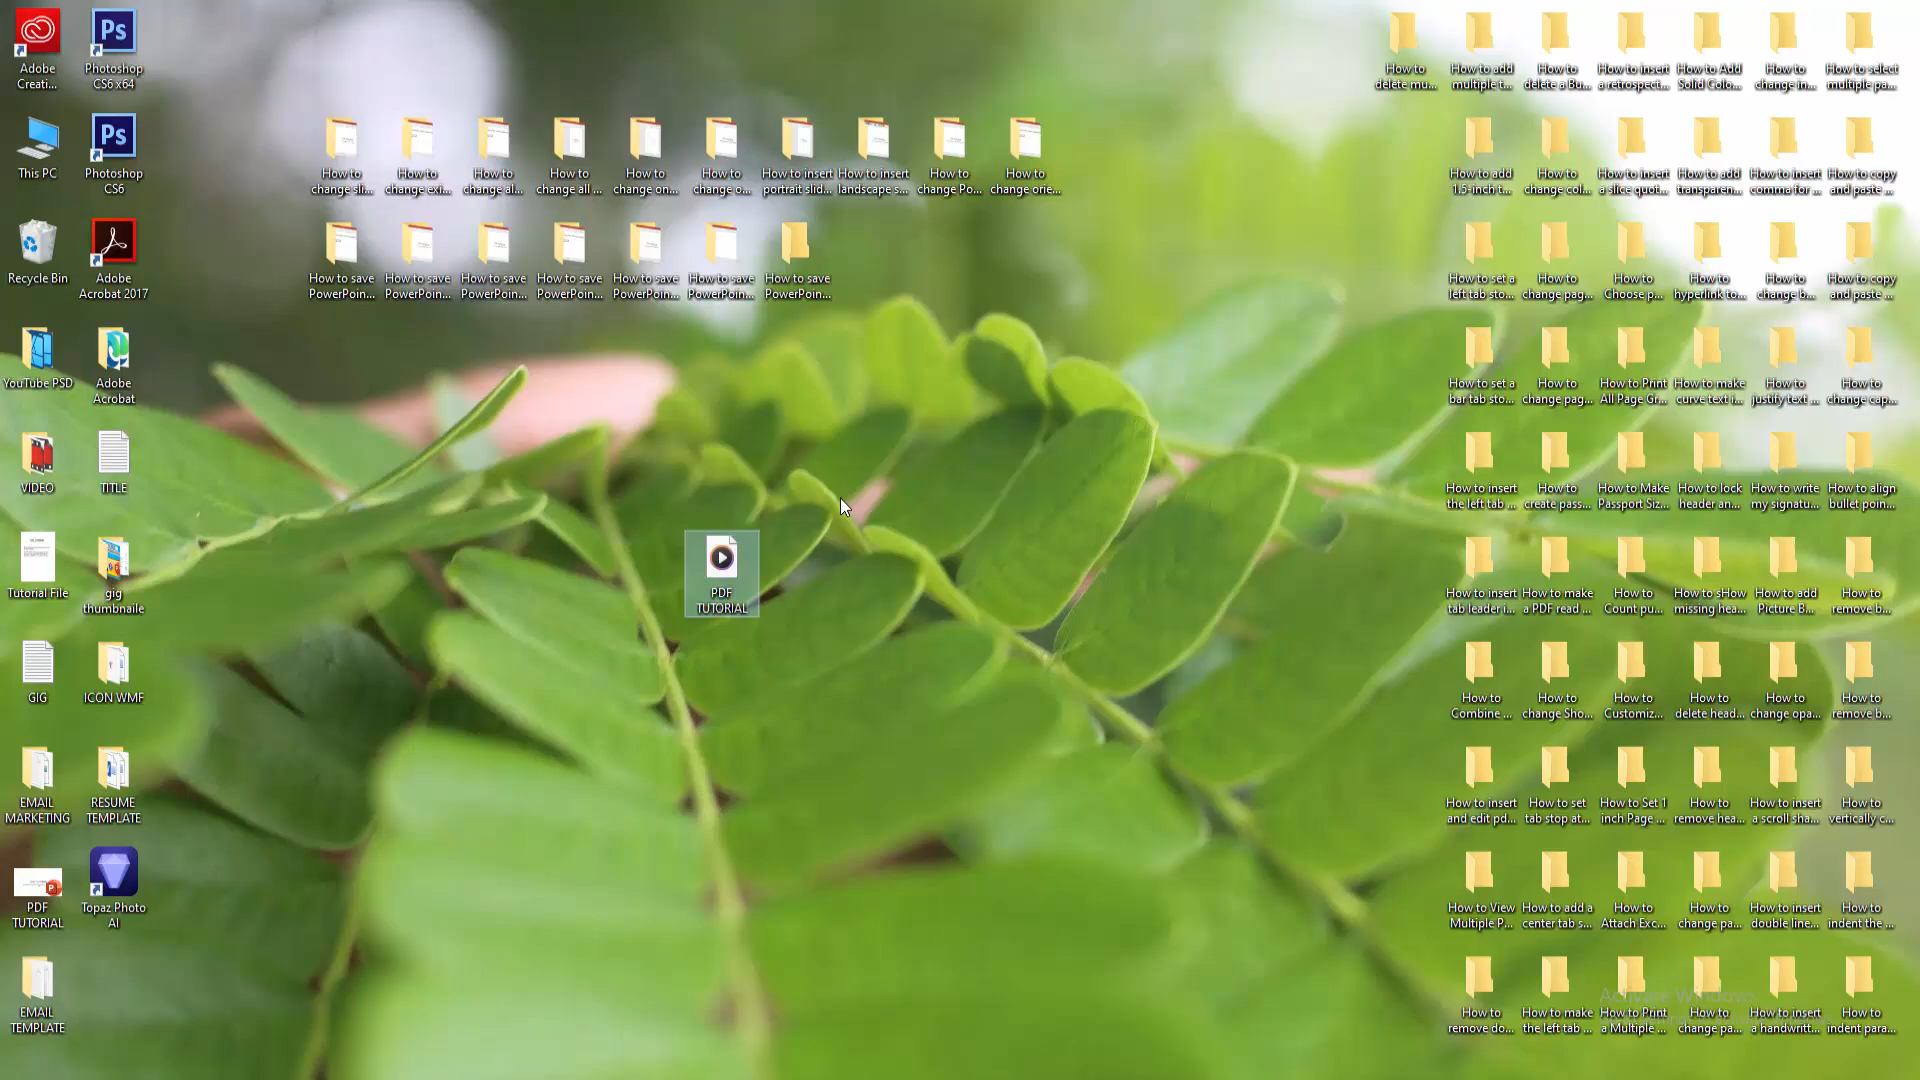 Adobe
Creati...
Photoshop
CS6 x64
This PC
Photoshop
CS6
Recycle Bin
Adobe
Acrobat 2017
YouTube PSD
Adobe
Acrobat
VIDEO
TITLE
Tutorial File
gig
thumbnaile
GIG
ICON WMF
EMAIL
MARKETING
RESUME
TEMPLATE
PDF
TUTORIAL
Topaz Photo
AI
EMAIL
TEMPLATE
How to
change sli...
How to
change exi...
How to
change al...
How to
change all ...
How to
change on...
How to
change o...
How to insert
portrait slid...
How to insert
landscape s...
How to
change Po...
How to
change orie...
How to save
PowerPoin...
How to save
PowerPoin...
How to save
PowerPoin...
How to save
PowerPoin...
How to save
PowerPoin...
How to save
PowerPoin...
How to save
PowerPoin...
PDF
TUTORIAL
How to
delete mu...
How to add
multiple t...
How to
delete a Bu...
How to insert
a retrospect...
How to Add
Solid Colo...
How to
change in...
How to select
multiple pa...
How to add
1.5-inch t...
How to
change col...
How to insert
a slice quot...
How to add
transparen...
How to insert
comma for ...
How to copy
and paste ...
How to set a
left tab sto...
How to
change pag...
How to
Choose p...
How to
hyperlink to...
How to
change b...
How to copy
and paste ...
How to set a
bar tab sto...
How to
change pag...
How to Print
All Page Gr...
How to make
curve text i...
How to
justify text ...
How to
change cap...
How to insert
the left tab ...
How to
create pass...
How to Make
Passport Siz...
How to lock
header an...
How to write
my signatu...
How to align
bullet poin...
How to insert
tab leader i...
How to make
a PDF read ...
How to
Count pu...
How to sHow
missing hea...
How to add
Picture B...
How to
remove b...
How to
Combine ...
How to
change Sho...
How to
Customiz...
How to
delete head...
How to
change opa...
How to
remove b...
How to insert
and edit pd...
How to set
tab stop at...
How to Set 1
inch Page ...
How to
remove hea...
How to insert
a scroll sha...
How to
vertically c...
How to View
Multiple P...
How to add a
center tab s...
How to
Attach Exc...
How to
change pa...
How to insert
double line...
How to
indent the ...
Activate Windows
How to
remove do...
How to make
the left tab ...
How to Print
a Multiple ...
How to
change pa...
How to insert
a handwritt...
How to
indent para...